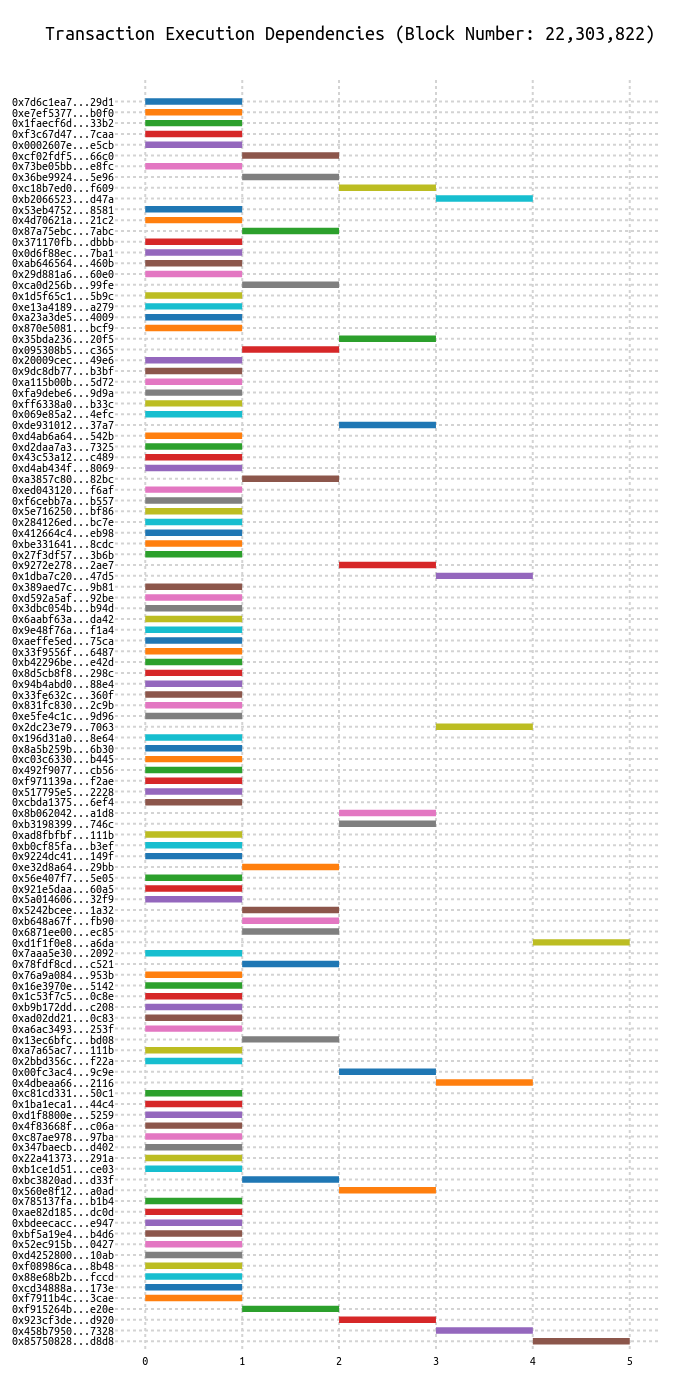 Transaction Execution Dependencies (Block Number: 22,303,822)
0x7d6c1ea7...29d1
0xe7ef5377...b0f0
0x1faecf6d...33b2
0xf3c67d47...7caa
0x0002607e...e5cb
0xcf02fdf5...66c0
0x73be05bb...e8fc
0x36be9924...5e96
0xc18b7ed0...f609
0xb2066523...d47a
0x53eb4752...8581
0x4d70621a...21c2
0x87a75ebc...7abc
0x371170fb...dbbb
0x0d6f88ec...7ba1
0xab646564...460b
0x29d881a6...60e0
0xca0d256b...99fe
0x1d5f65c1...5b9c
0xe13a4189...a279
0xa23a3de5...4009
0x870e5081...bcf9
0x35bda236...20f5
0x095308b5...c365
0x20009cec...49e6
0x9dc8db77...b3bf
0xa115b00b...5d72
0xfa9debe6...9d9a
0xff6338a0...b33c
0x069e85a2...4efc
0xde931012...37a7
0xd4ab6a64...542b
0xd2daa7a3...7325
0x43c53a12...c489
0xd4ab434f...8069
0xa3857c80...82bc
0xed043120...f6af
0xf6cebb7a...b557
0x5e716250...bf86
0x284126ed...bc7e
0x412664c4...eb98
0xbe331641...8cdc
0x27f3df57...3b6b
0x9272e278...2ae7
0x1dba7c20...47d5
0x389aed7c...9b81
0xd592a5af...92be
0x3dbc054b...b94d
0x6aabf63a...da42
0x9e48f76a...f1a4
0xaeffe5ed...75ca
0x33f9556f...6487
0xb42296be...e42d
0x8d5cb8f8...298c
0x94b4abd0...88e4
0x33fe632c...360f
0x831fc830...2c9b
0xe5fe4c1c...9d96
0x2dc23e79...7063
0x196d31a0...8e64
0x8a5b259b...6b30
0xc03c6330...b445
0x492f9077...cb56
0xf971139a...f2ae
0x517795e5...2228
0xcbda1375...6ef4
0x8b062042...a1d8
0xb3198399...746c
0xad8fbfbf...111b
0xb0cf85fa...b3ef
0x9224dc41...149f
0xe32d8a64...29bb
0x56e407f7...5e05
0x921e5daa...60a5
0x5a014606...32f9
0x5242bcee...1a32
0xb648a67f...fb90
0x6871ee00...ec85
0xd1f1f0e8...a6da
0x7aaa5e30...2092
0x78fdf8cd...c521
0x76a9a084...953b
0x16e3970e...5142
0x1c53f7c5...0c8e
0xb9b172dd...c208
0xad02dd21...0c83
0xa6ac3493...253f
0x13ec6bfc...bd08
0xa7a65ac7...111b
0x2bbd356c...f22a
0x00fc3ac4...9c9e
0x4dbeaa66...2116
0xc81cd331...50c1
0x1ba1eca1...44c4
0xd1f8800e...5259
0x4f83668f...c06a
0xc87ae978...97ba
0x347baecb...d402
0x22a41373...291a
0xb1ce1d51...ce03
0xbc3820ad...d33f
0x560e8f12...a0ad
0x785137fa...b1b4
0xae82d185...dc0d
0xbdeecacc...e947
0xbf5a19e4...b4d6
0x52ec915b...0427
0xd4252800...10ab
0xf08986ca...8b48
0x88e68b2b...fccd
0xcd34888a...173e
0xf7911b4c...3cae
0xf915264b...e20e
0x923cf3de...d920
0x458b7950...7328
0x85750828...d8d8
0 1 2 3 4 5